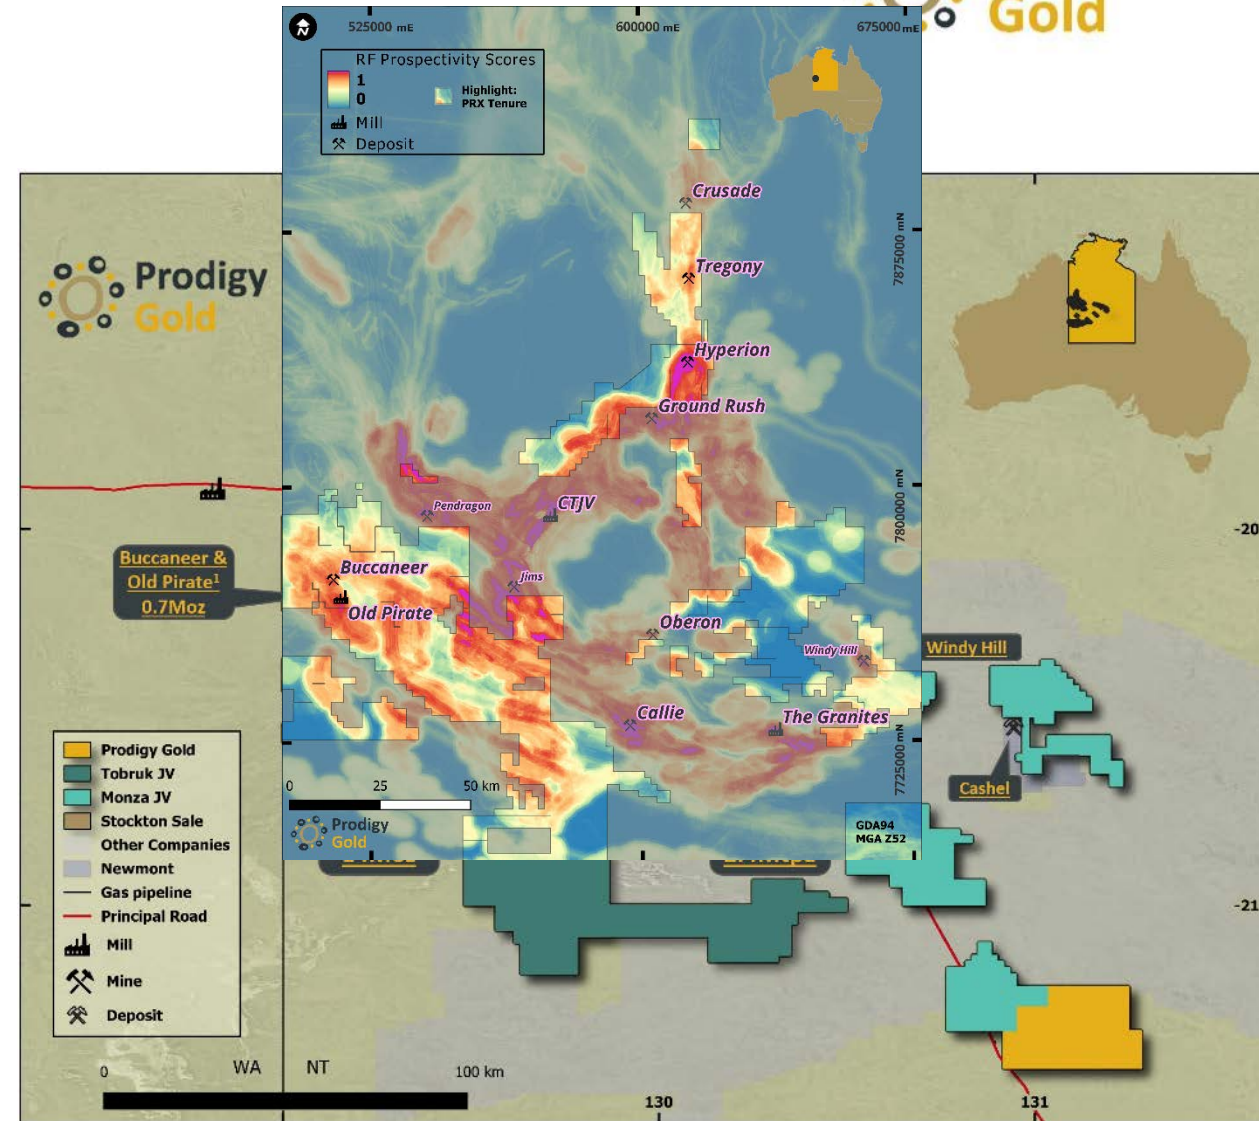 Gold
525000 mE
600000 mE
675000 mE
N
RF Prospectivity Scores
1
0
Highlight:
PRX Tenure
Mill
Deposit
Crusade
Tregony
7875000 mN
Hyperion
Ground Rush
Pendragon
CTJV
7800000 mN
Buccaneer
Jims
Old Pirate
Oberon
Windy Hill
Callie
The Granites
7725000 mN
0 25 50 km
Prodigy
Gold
GDA94
MGA Z52
Prodigy
Gold
Buccaneer &
Old Pirate¹
0.7Moz
-20
Windy Hill
Cashel
-21
Prodigy Gold
Tobruk JV
Monza JV
Stockton Sale
Other Companies
Newmont
Gas pipeline
Principal Road
Mill
Mine
Deposit
WA NT
0 100 km
130
131